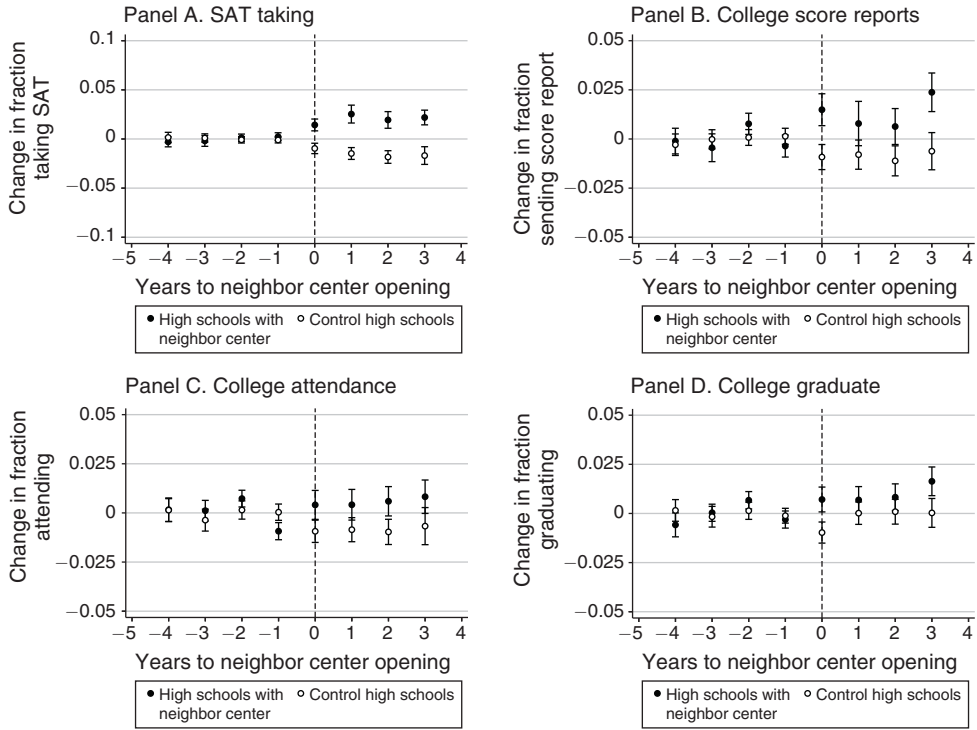 Panel A. SAT taking
Change in fraction
taking SAT
0.1
0.05
0
−0.05
−0.1
−5 −4 −3 −2 −1 0 1 2 3 4
Years to neighbor center opening
High schools with
neighbor center
Control high schools
Panel B. College score reports
Change in fraction
sending score report
0.05
0.025
0
−0.025
−0.05
−5 −4 −3 −2 −1 0 1 2 3 4
Years to neighbor center opening
High schools with
neighbor center
Control high schools
Panel C. College attendance
Change in fraction
attending
0.05
0.025
0
−0.025
−0.05
−5 −4 −3 −2 −1 0 1 2 3 4
Years to neighbor center opening
High schools with
neighbor center
Control high schools
Panel D. College graduate
Change in fraction
graduating
0.05
0.025
0
−0.025
−0.05
−5 −4 −3 −2 −1 0 1 2 3 4
Years to neighbor center opening
High schools with
neighbor center
Control high schools